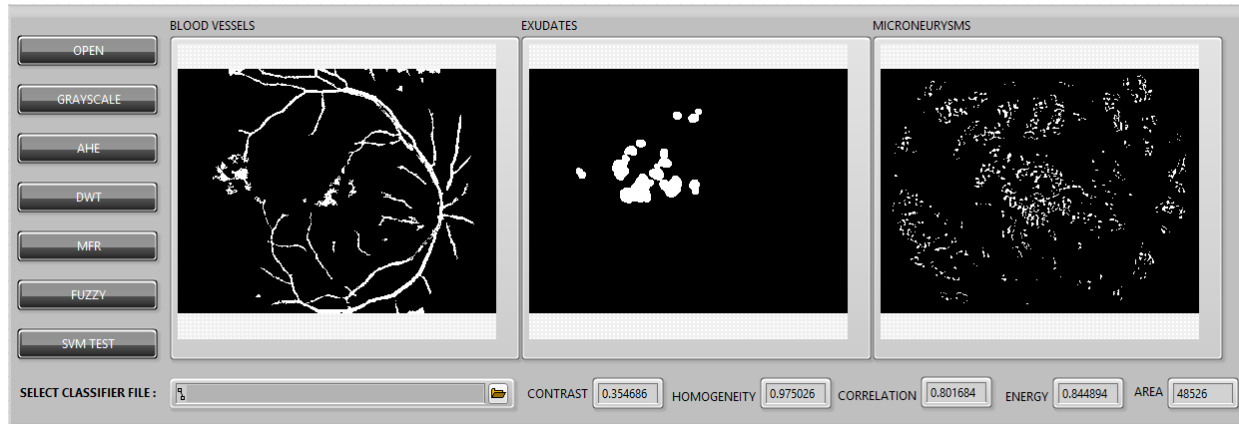 BLOOD VESSELS
EXUDATES
MICRONEURYSMS
OPEN
GRAYSCALE
AHE
DWT
MFR
FUZZY
SVM TEST
SELECT CLASSIFIER FILE :
CONTRAST 0.354686
HOMOGENEITY 0.975026
CORRELATION 0.801684
ENERGY 0.844894
AREA 48526